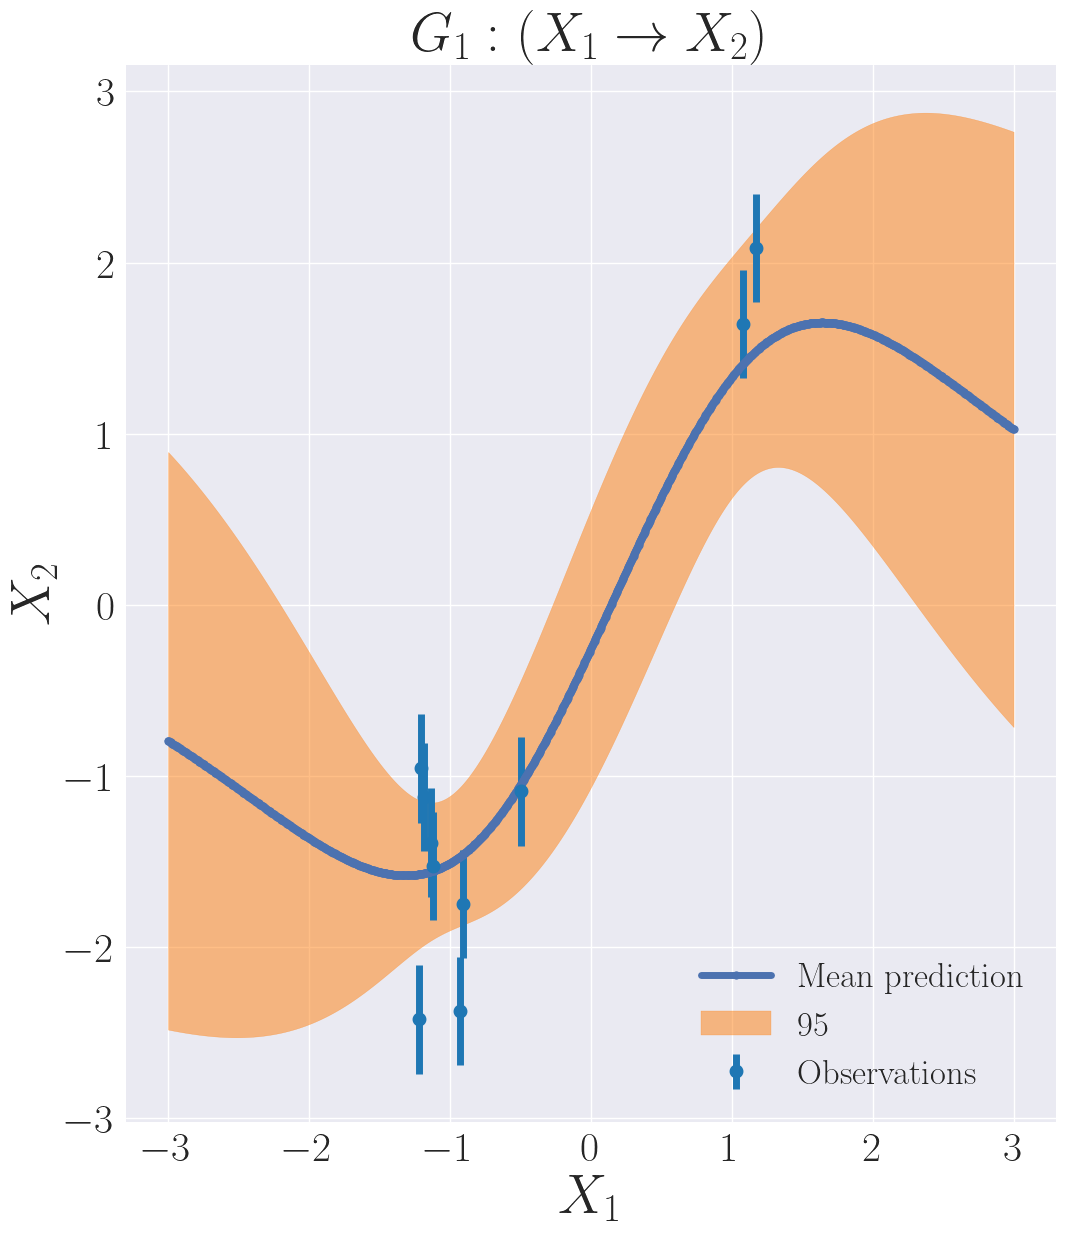 G₁ : (X₁ → X₂)
3
2
1
0
−1
−2
−3
X₂
Mean prediction
95
Observations
−3 −2 −1 0 1 2 3
X₁